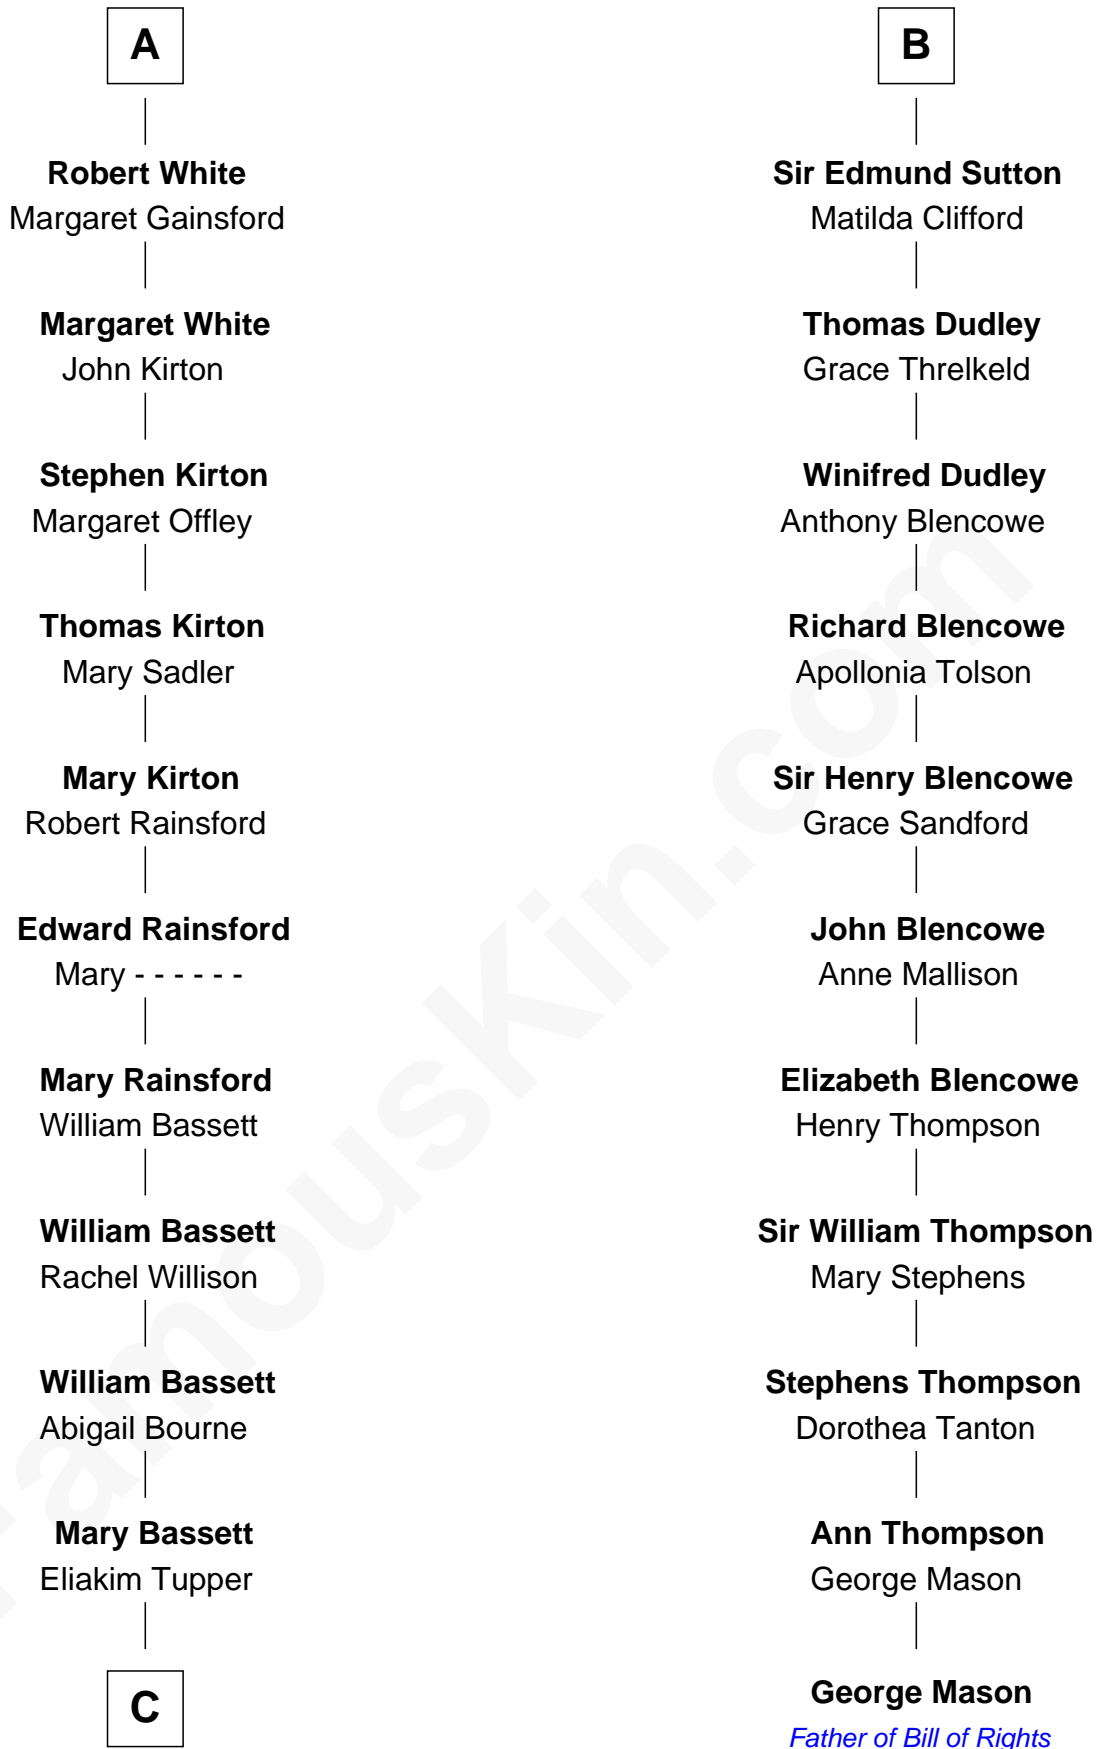 A
Robert White
Margaret Gainsford
Margaret White
John Kirton
Stephen Kirton
Margaret Offley
Thomas Kirton
Mary Sadler
Mary Kirton
Robert Rainsford
Edward Rainsford
Mary - - - - - -
Mary Rainsford
William Bassett
William Bassett
Rachel Willison
William Bassett
Abigail Bourne
Mary Bassett
Eliakim Tupper
C
B
Sir Edmund Sutton
Matilda Clifford
Thomas Dudley
Grace Threlkeld
Winifred Dudley
Anthony Blencowe
Richard Blencowe
Apollonia Tolson
Sir Henry Blencowe
Grace Sandford
John Blencowe
Anne Mallison
Elizabeth Blencowe
Henry Thompson
Sir William Thompson
Mary Stephens
Stephens Thompson
Dorothea Tanton
Ann Thompson
George Mason
George Mason
Father of Bill of Rights
FamousKin.com